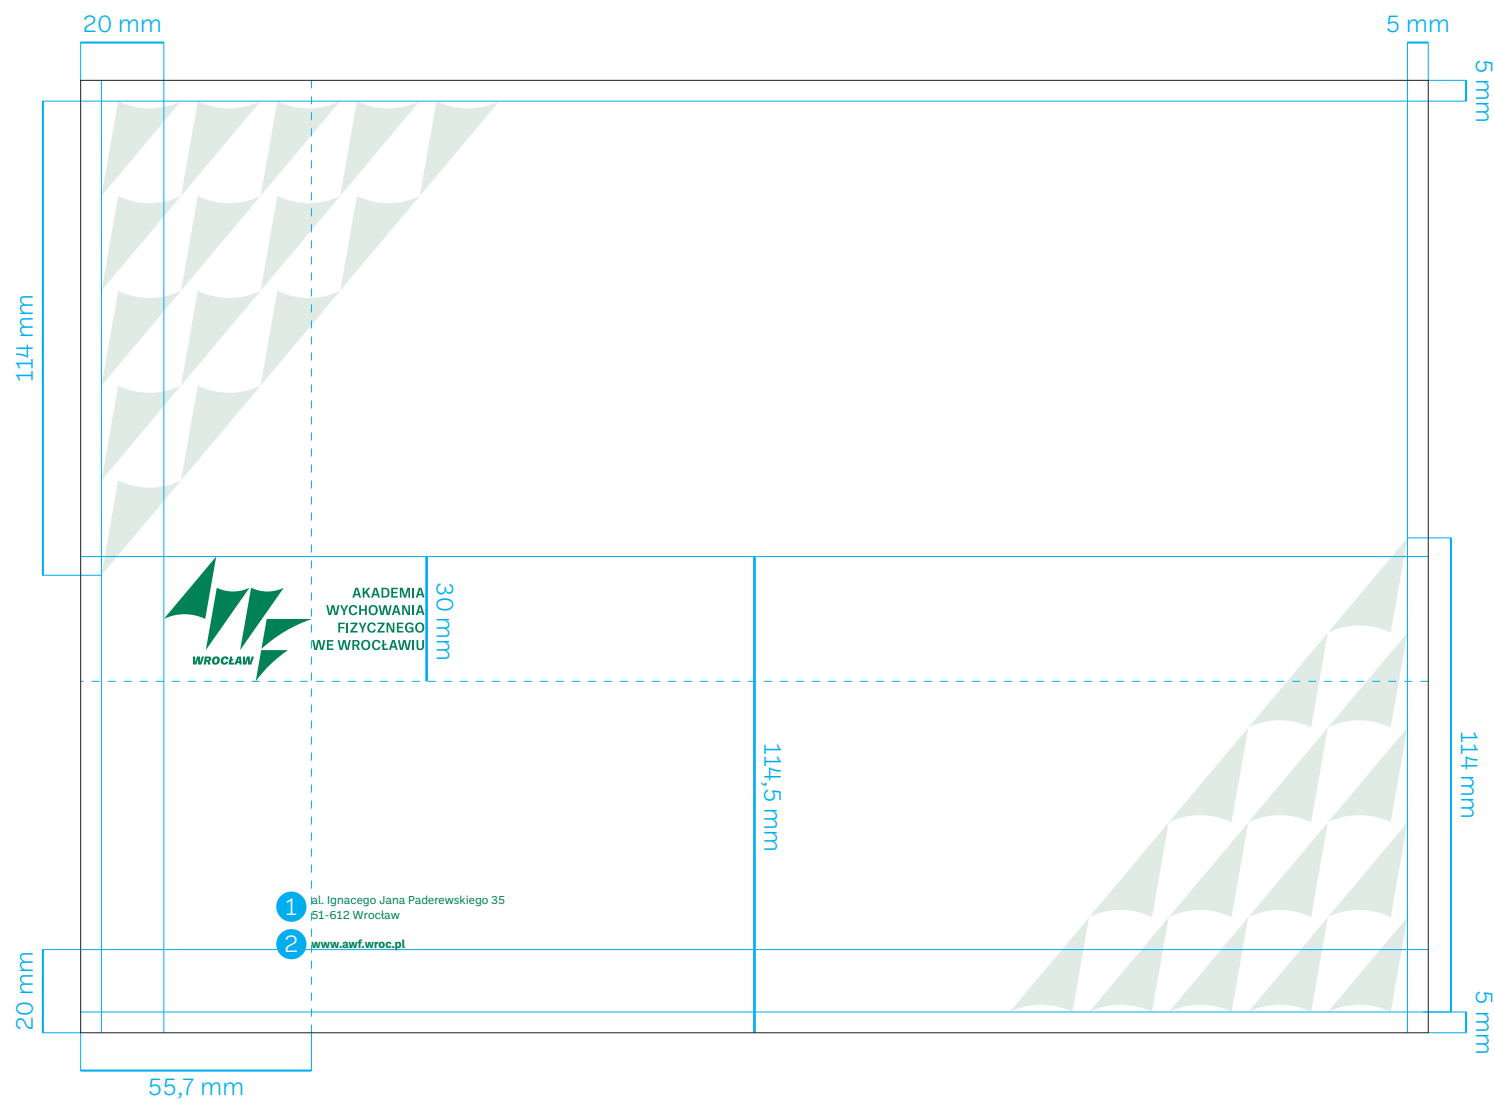 20 mm
5 mm
5 mm
114 mm
AKADEMIA
WYCHOWANIA
FIZYCZNEGO
WE WROCŁAWIU
WROCŁAW
30 mm
114,5 mm
114 mm
1 al. Ignacego Jana Paderewskiego 35
51-612 Wrocław
2 www.awf.wroc.pl
20 mm
5 mm
55,7 mm